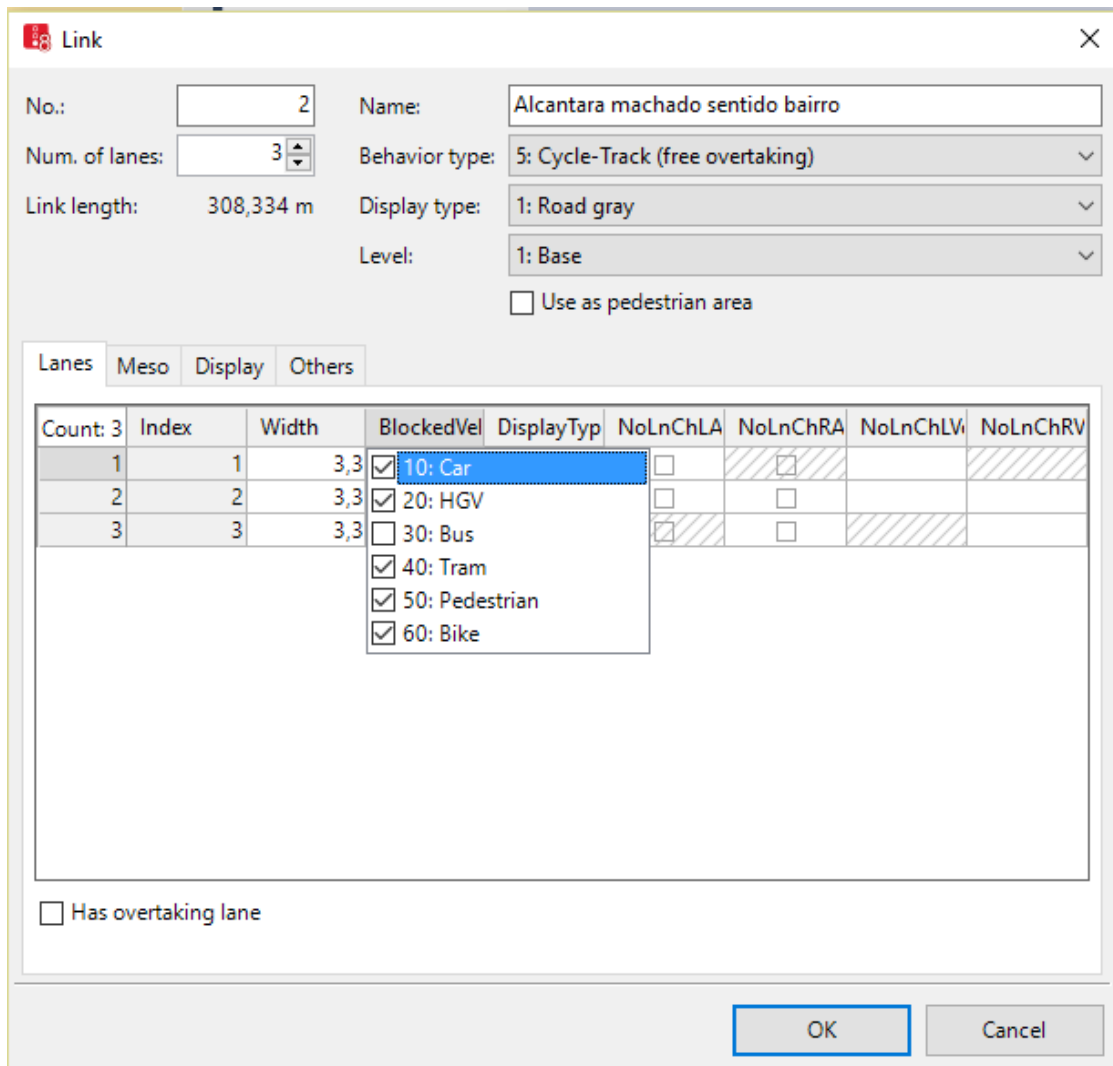 Link
No.: 2 Name: Alcantara machado sentido bairro
Num. of lanes: 3 Behavior type: 5: Cycle-Track (free overtaking)
Link length: 308,334 m Display type: 1: Road gray
Level: 1: Base
Use as pedestrian area
Lanes Meso Display Others
Count: 3 Index Width BlockedVel DisplayTyp NoLnChLA NoLnChRA NoLnChLV NoLnChRV
1 1 3,3 10: Car
2 2 3,3 20: HGV
3 3 3,3 30: Bus
40: Tram
50: Pedestrian
60: Bike
Has overtaking lane
OK Cancel